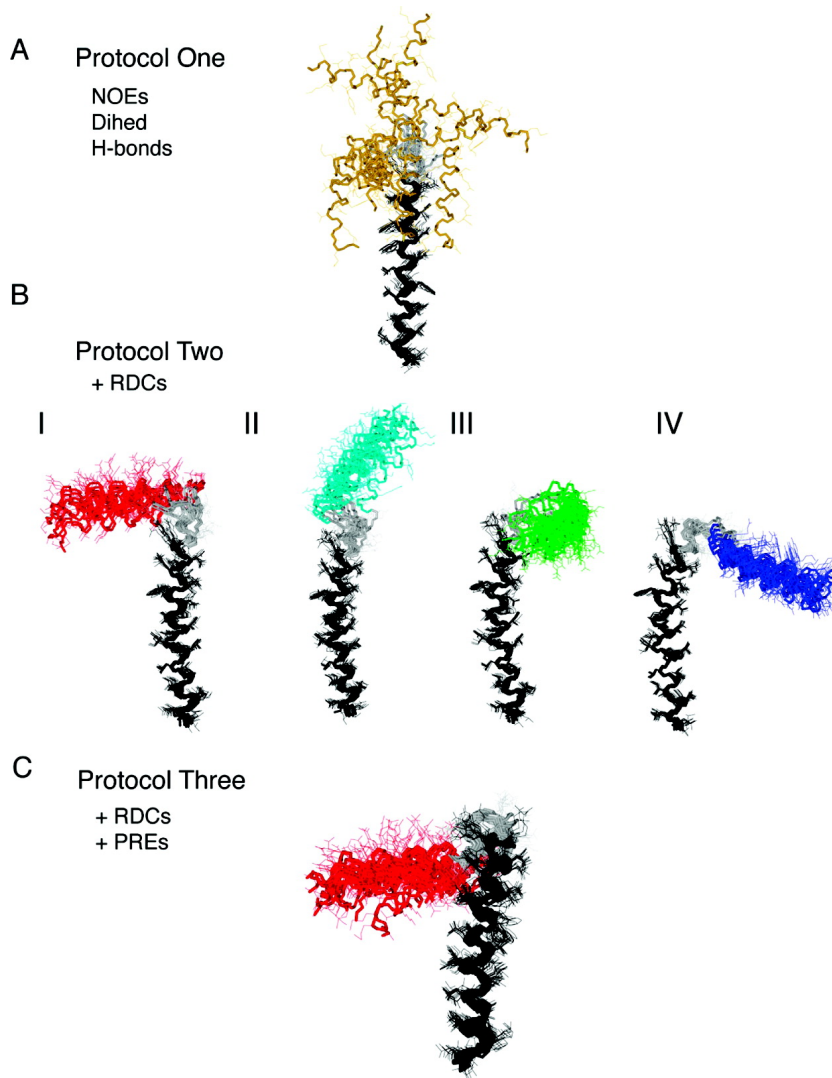 A
Protocol One
NOEs
Dihed
H-bonds
B
Protocol Two
+ RDCs
I
II
III
IV
C
Protocol Three
+ RDCs
+ PREs